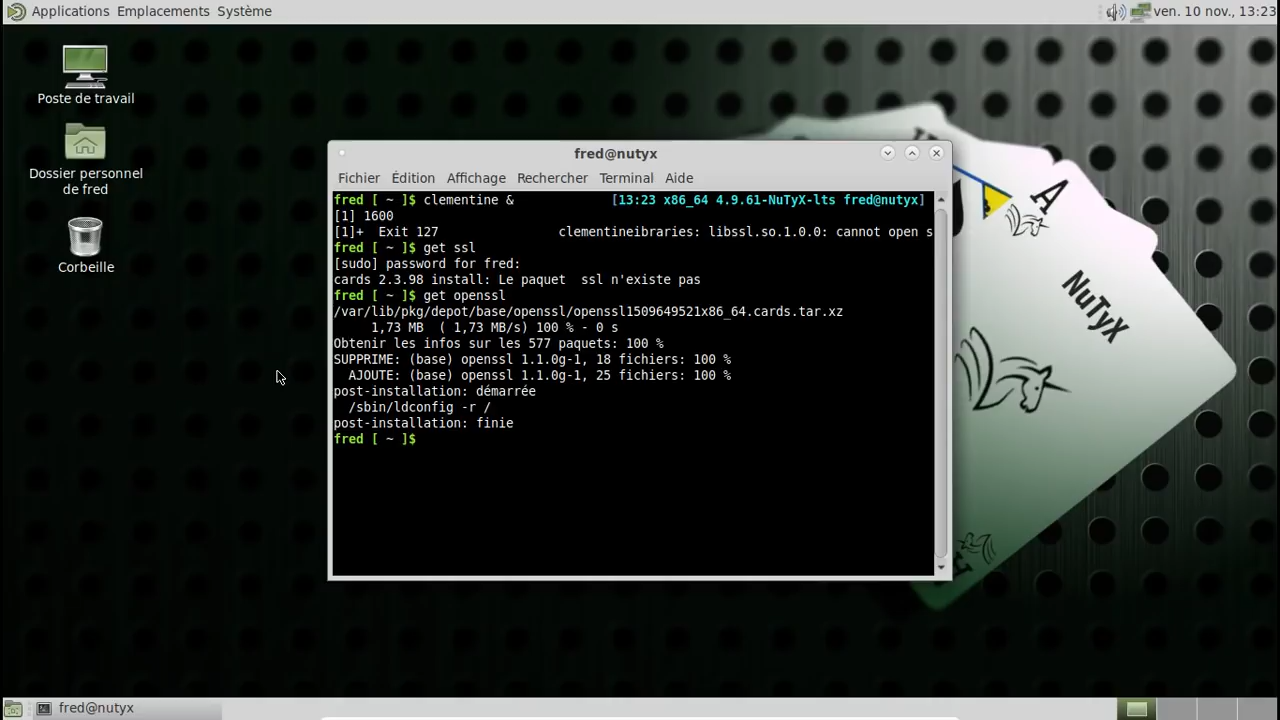 Applications Emplacements Système
ven. 10 nov., 13:23
Poste de travail
Dossier personnel
de fred
Corbeille
fred@nutyx
Fichier Édition Affichage Rechercher Terminal Aide
fred [ ~ ]$ clementine & [13:23 x86_64 4.9.61-NuTyX-lts fred@nutyx]
[1] 1600
[1]+ Exit 127 clementineibraries: libssl.so.1.0.0: cannot open s
fred [ ~ ]$ get ssl
[sudo] password for fred:
cards 2.3.98 install: Le paquet ssl n'existe pas
fred [ ~ ]$ get openssl
/var/lib/pkg/depot/base/openssl/openssl1509649521x86_64.cards.tar.xz
1,73 MB ( 1,73 MB/s) 100 % - 0 s
Obtenir les infos sur les 577 paquets: 100 %
SUPPRIME: (base) openssl 1.1.0g-1, 18 fichiers: 100 %
AJOUTE: (base) openssl 1.1.0g-1, 25 fichiers: 100 %
post-installation: démarrée
/sbin/ldconfig -r /
post-installation: finie
fred [ ~ ]$
A
NuTyX
fred@nutyx